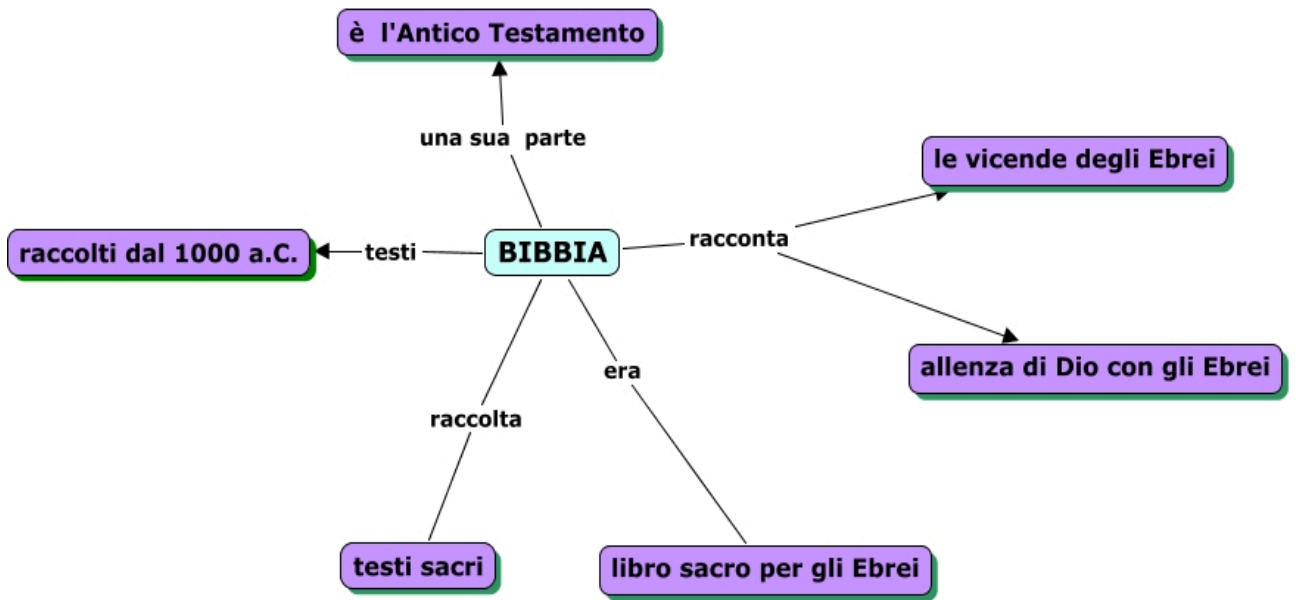 è l'Antico Testamento
una sua parte
le vicende degli Ebrei
raccolti dal 1000 a.C.
testi
BIBBIA
racconta
allenza di Dio con gli Ebrei
era
raccolta
testi sacri
libro sacro per gli Ebrei